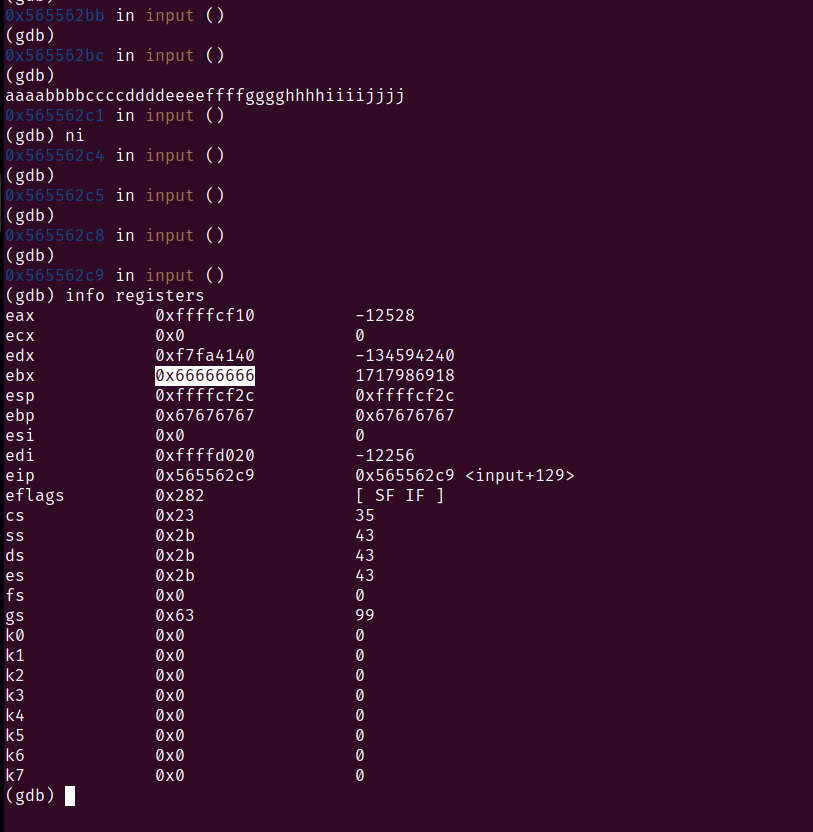 (gdb)
0x565562bb in input ()
(gdb)
0x565562bc in input ()
(gdb)
aaaabbbbccccddddeeeeffffgggghhhhiiiijjjj
0x565562c1 in input ()
(gdb) ni
0x565562c4 in input ()
(gdb)
0x565562c5 in input ()
(gdb)
0x565562c8 in input ()
(gdb)
0x565562c9 in input ()
(gdb) info registers
eax 0xffffcf10 -12528
ecx 0x0 0
edx 0xf7fa4140 -134594240
ebx 0x66666666 1717986918
esp 0xffffcf2c 0xffffcf2c
ebp 0x67676767 0x67676767
esi 0x0 0
edi 0xffffd020 -12256
eip 0x565562c9 0x565562c9 <input+129>
eflags 0x282 [ SF IF ]
cs 0x23 35
ss 0x2b 43
ds 0x2b 43
es 0x2b 43
fs 0x0 0
gs 0x63 99
k0 0x0 0
k1 0x0 0
k2 0x0 0
k3 0x0 0
k4 0x0 0
k5 0x0 0
k6 0x0 0
k7 0x0 0
(gdb)